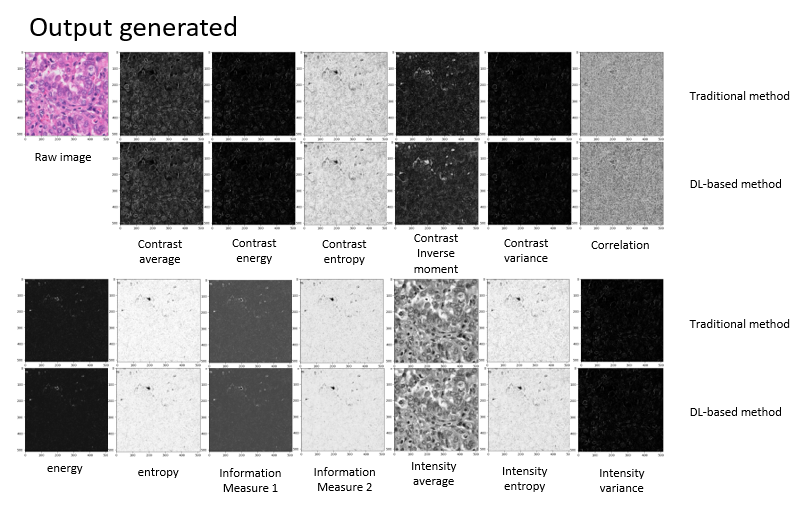 Output generated
Traditional method
Raw image
DL-based method
Contrast average
Contrast energy
Contrast entropy
Contrast Inverse moment
Contrast variance
Correlation
Traditional method
DL-based method
energy
entropy
Information Measure 1
Information Measure 2
Intensity average
Intensity entropy
Intensity variance